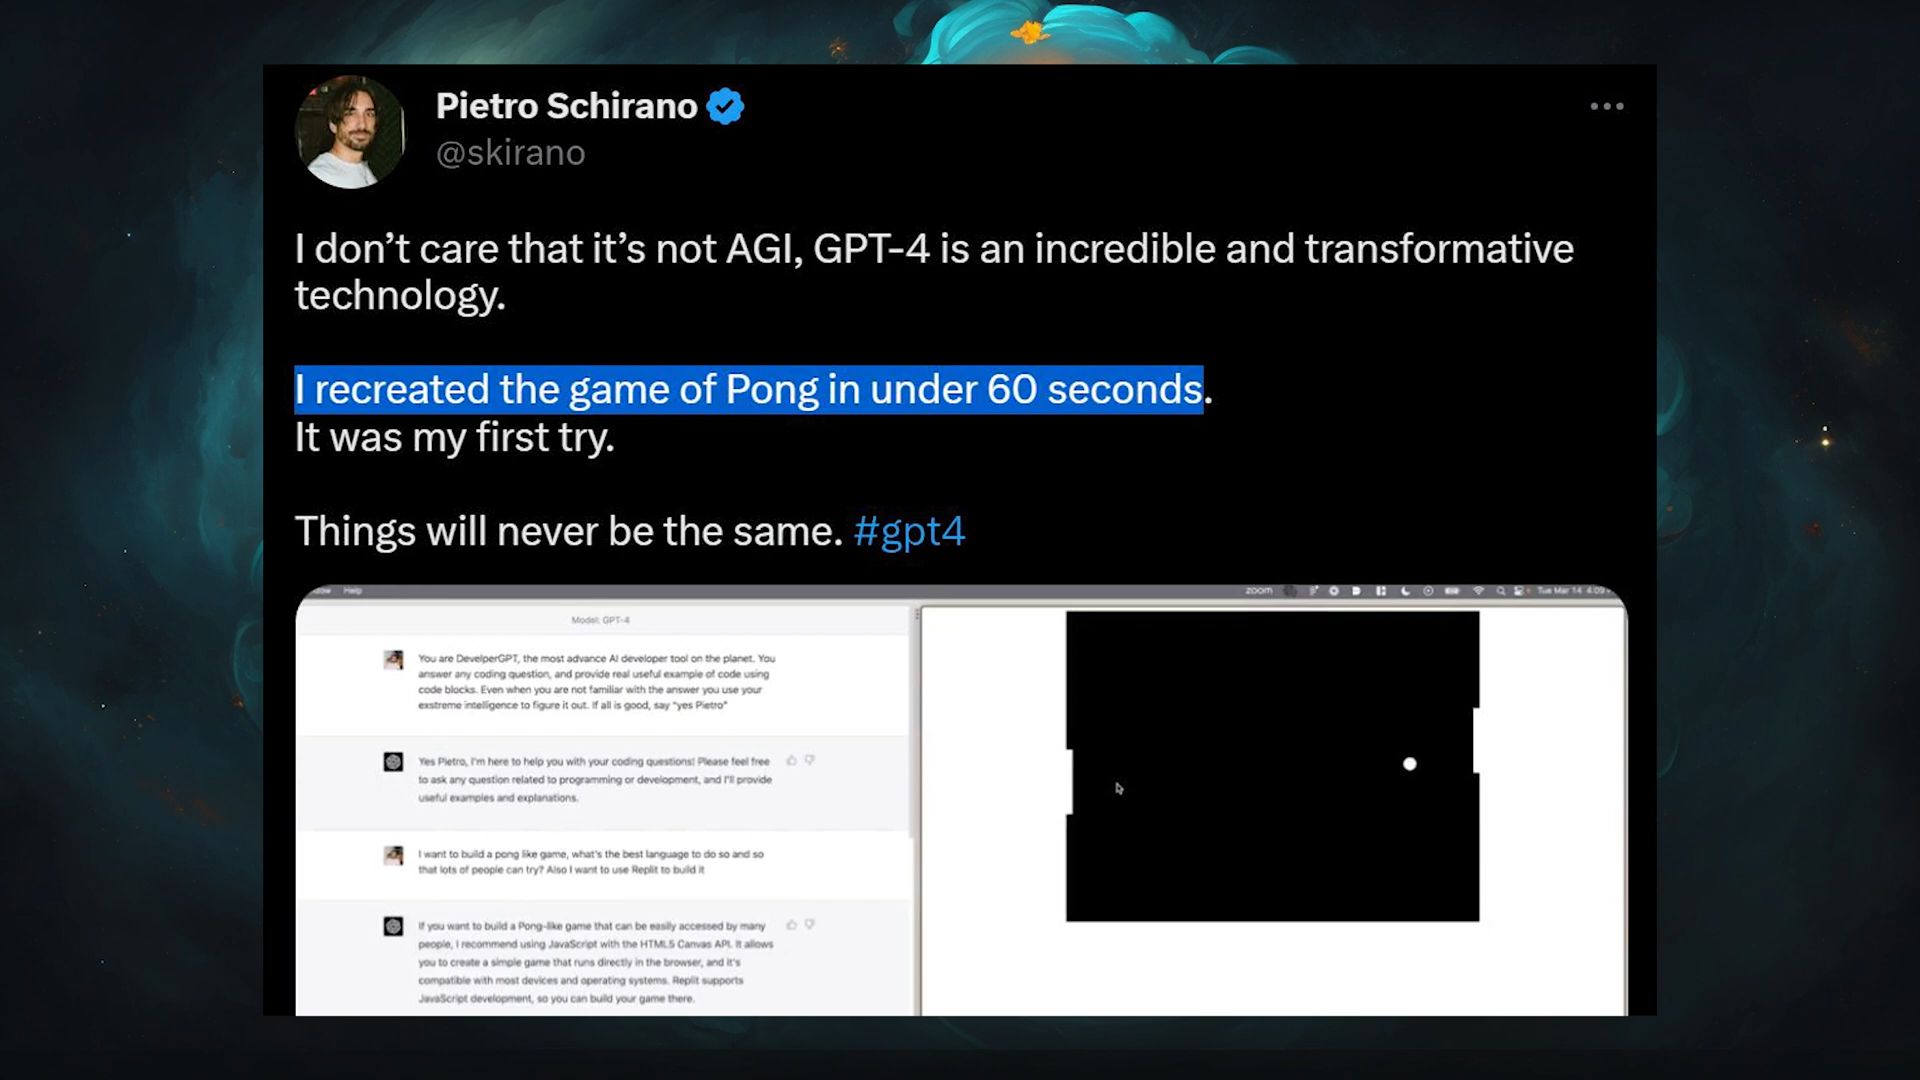 Pietro Schirano
@skirano
I don't care that it's not AGI, GPT-4 is an incredible and transformative
technology.
I recreated the game of Pong in under 60 seconds.
It was my first try.
Things will never be the same. #gpt4
Help
zoom
Tue Mar 14 4:09
Model: GPT-4
You are DevelperGPT, the most advance AI developer tool on the planet. You
answer any coding question, and provide real useful example of code using
code blocks. Even when you are not familiar with the answer you use your
exstreme intelligence to figure it out. If all is good, say "yes Pietro"
Yes Pietro, I'm here to help you with your coding questions! Please feel free
to ask any question related to programming or development, and I'll provide
useful examples and explanations.
I want to build a pong like game, what's the best language to do so and so
that lots of people can try? Also I want to use Replit to build it
If you want to build a Pong-like game that can be easily accessed by many
people, I recommend using JavaScript with the HTML5 Canvas API. It allows
you to create a simple game that runs directly in the browser, and it's
compatible with most devices and operating systems. Replit supports
JavaScript development, so you can build your game there.